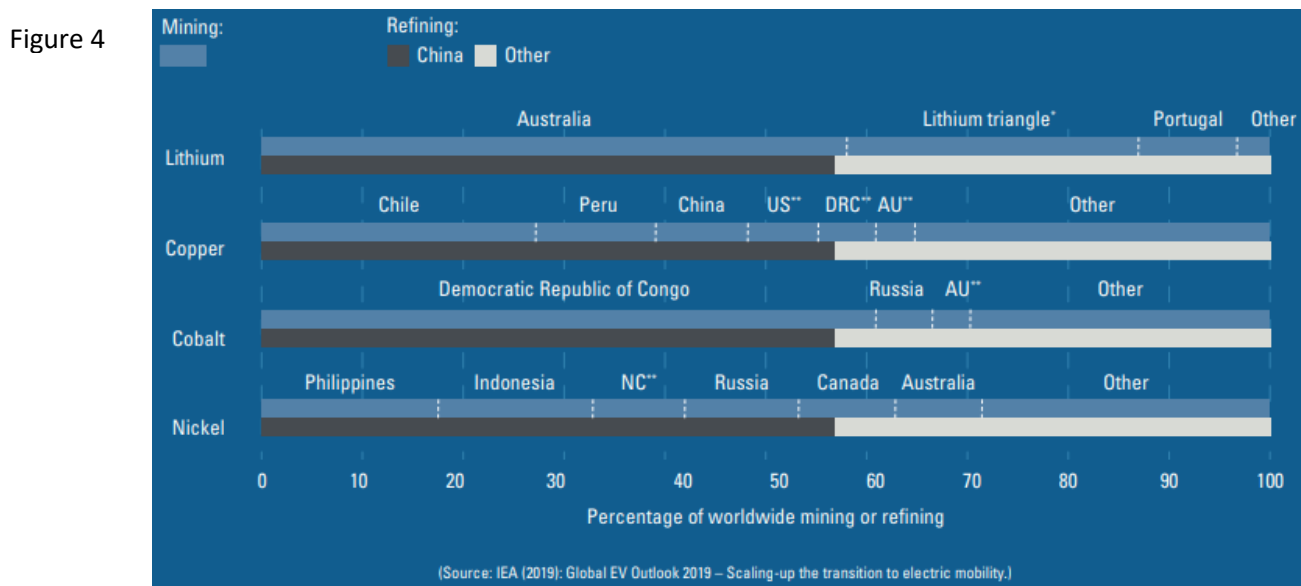 Figure 4
Mining: Refining:
China Other
Australia Lithium triangle* Portugal Other
Lithium
Chile Peru China US** DRC** AU** Other
Copper
Democratic Republic of Congo Russia AU** Other
Cobalt
Philippines Indonesia NC** Russia Canada Australia Other
Nickel
0 10 20 30 40 50 60 70 80 90 100
Percentage of worldwide mining or refining
(Source: IEA (2019): Global EV Outlook 2019 – Scaling-up the transition to electric mobility.)